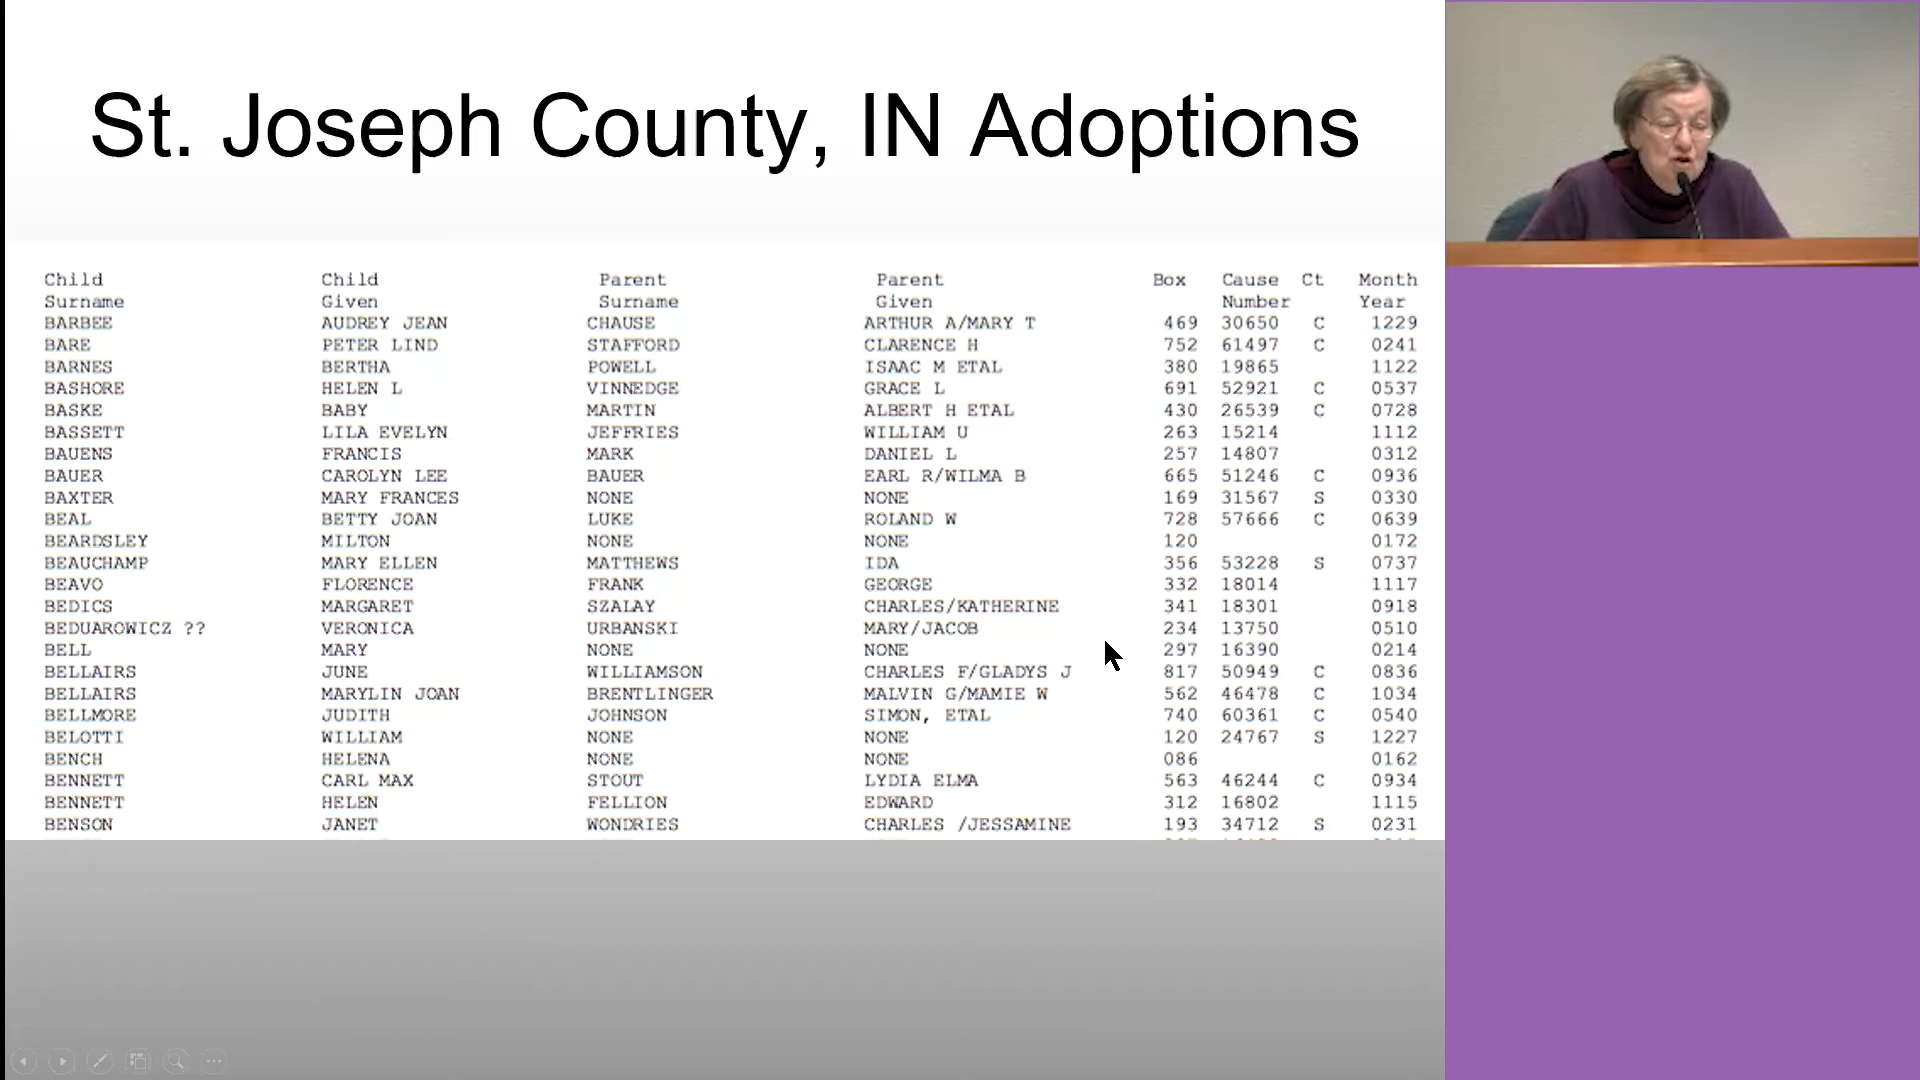 St. Joseph County, IN Adoptions
Child Child Parent Parent Box Cause Ct Month
Surname Given Surname Given Number Year
BARBEE AUDREY JEAN CHAUSE ARTHUR A/MARY T 469 30650 C 1229
BARE PETER LIND STAFFORD CLARENCE H 752 61497 C 0241
BARNES BERTHA POWELL ISAAC M ETAL 380 19865 1122
BASHORE HELEN L VINNEDGE GRACE L 691 52921 C 0537
BASKE BABY MARTIN ALBERT H ETAL 430 26539 C 0728
BASSETT LILA EVELYN JEFFRIES WILLIAM U 263 15214 1112
BAUENS FRANCIS MARK DANIEL L 257 14807 0312
BAUER CAROLYN LEE BAUER EARL R/WILMA B 665 51246 C 0936
BAXTER MARY FRANCES NONE NONE 169 31567 S 0330
BEAL BETTY JOAN LUKE ROLAND W 728 57666 C 0639
BEARDSLEY MILTON NONE NONE 120 0172
BEAUCHAMP MARY ELLEN MATTHEWS IDA 356 53228 S 0737
BEAVO FLORENCE FRANK GEORGE 332 18014 1117
BEDICS MARGARET SZALAY CHARLES/KATHERINE 341 18301 0918
BEDUAROWICZ ?? VERONICA URBANSKI MARY/JACOB 234 13750 0510
BELL MARY NONE NONE 297 16390 0214
BELLAIRS JUNE WILLIAMSON CHARLES F/GLADYS J 817 50949 C 0836
BELLAIRS MARYLIN JOAN BRENTLINGER MALVIN G/MAMIE W 562 46478 C 1034
BELLMORE JUDITH JOHNSON SIMON, ETAL 740 60361 C 0540
BELOTTI WILLIAM NONE NONE 120 24767 S 1227
BENCH HELENA NONE NONE 086 0162
BENNETT CARL MAX STOUT LYDIA ELMA 563 46244 C 0934
BENNETT HELEN FELLION EDWARD 312 16802 1115
BENSON JANET WONDRIES CHARLES /JESSAMINE 193 34712 S 0231